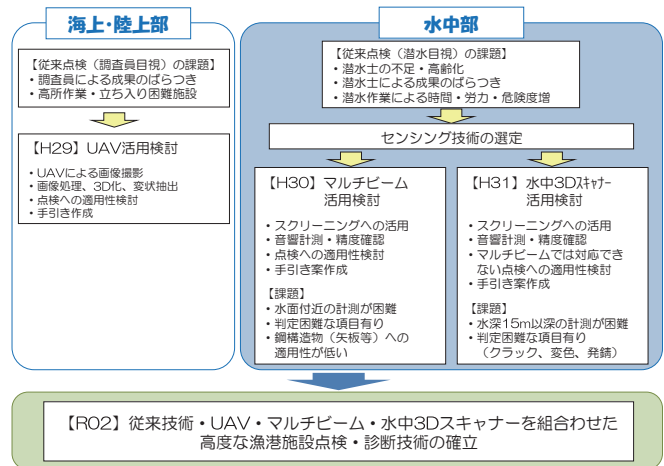 海上・陸上部
【従来点検（調査員目視）の課題】
・調査員による成果のばらつき
・高所作業・立ち入り困難施設
【H29】UAV活用検討
・UAVによる画像撮影
・画像処理、3D化、変状抽出
・点検への適用性検討
・手引き作成
水中部
【従来点検（潜水目視）の課題】
・潜水士の不足・高齢化
・潜水士による成果のばらつき
・潜水作業による時間・労力・危険度増
センシング技術の選定
【H30】マルチビーム
活用検討
・スクリーニングへの活用
・音響計測・精度確認
・点検への適用性検討
・手引き案作成
【課題】
・水面付近の計測が困難
・判定困難な項目有り
・鋼構造物（矢板等）への
適用性が低い
【H31】水中3Dスキャナー
活用検討
・スクリーニングへの活用
・音響計測・精度確認
・マルチビームでは対応でき
ない点検への適用性検討
・手引き案作成
【課題】
・水深15m以深の計測が困難
・判定困難な項目有り
（クラック、変色、発錆）
【R02】従来技術・UAV・マルチビーム・水中3Dスキャナーを組合わせた
高度な漁港施設点検・診断技術の確立